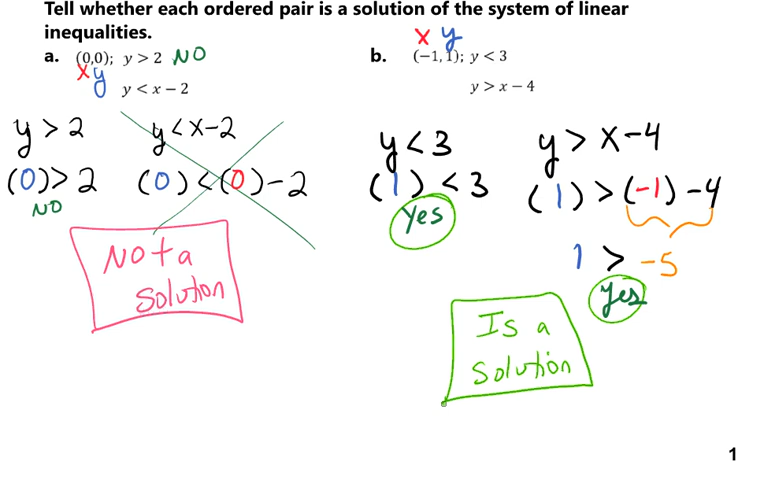 Tell whether each ordered pair is a solution of the system of linear
inequalities.
a. (0,0); y > 2 NO
x y
y < x − 2
y > 2
(0) > 2
NO
y < x − 2
(0) < (0) − 2
Not a
solution
x y
b. (−1,1); y < 3
y > x − 4
y < 3
(1) < 3
Yes
y > x − 4
(1) > (−1) − 4
1 > −5
Yes
Is a
solution
1